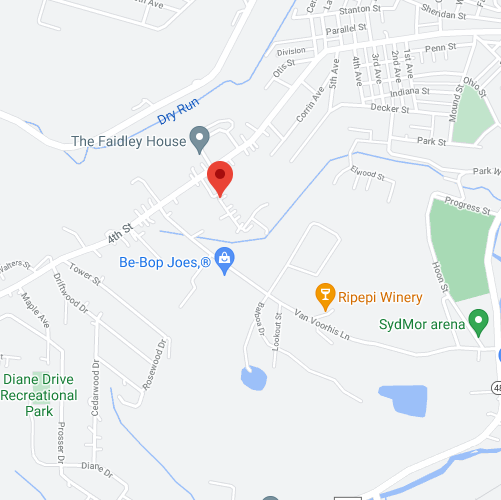 Stanton St
Sheridan St
Parallel St
Division
Penn St
Otis St
Corrin Ave
5th Ave
4th Ave
3rd Ave
2nd Ave
1st Ave
Indiana St
Ohio St
Mound St
Decker St
Dry Run
The Faidley House
Park St
Park W
Elwood St
Progress St
4th St
Be-Bop Joes,®
Hoon St
Walters St
Tower St
Driftwood Dr
Maple Ave
Ripepi Winery
Van Voorhis Ln
Lookout St
SydMor arena
Rosewood Dr
Cedarwood Dr
Diane Drive
Recreational
Park
Prosser Dr
Diane Dr
48